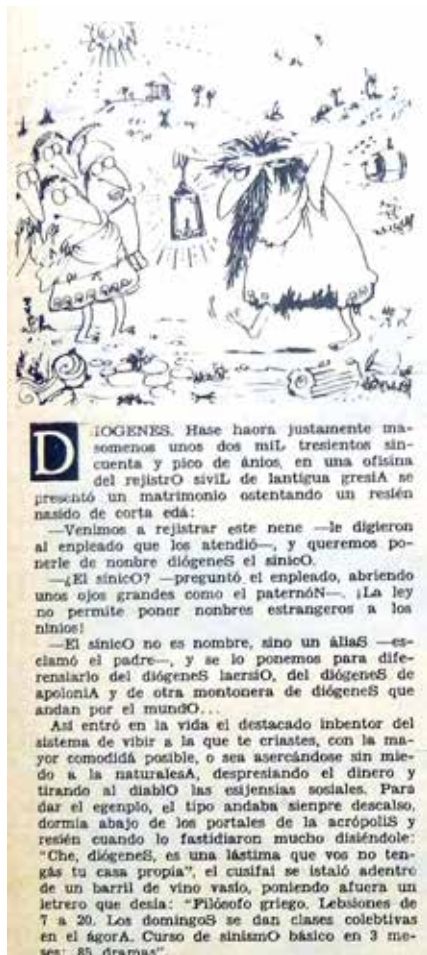 DIOGENES. Hase haora justamente ma-
somenos unos dos miL tresientos sin-
cuenta y pico de ánios, en una ofisina
del rejistrO siviL de lantigua gresiA se
presentó un matrimonio ostentando un resién
nasido de corta edá:
—Venimos a rejistrar este nene —le digieron
al enpleado que los atendió—, y queremos po-
nerle de nonbre diógeneS el sínicO.
—¿El sínicO? —preguntó el enpleado, abriendo
unos ojos grandes como el paternóN—. ¡La ley
no permite poner nonbres estrangeros a los
ninios!
—El sínicO no es nombre, sino un áliaS —es-
clamó el padre—, y se lo ponemos para dife-
rensiarlo del diógeneS laersiO, del diógeneS de
apoloniA y de otra montonera de diógeneS que
andan por el mundO...
Así entró en la vida el destacado inbentor del
sistema de vibir a la que te criastes, con la ma-
yor comodidá posible, o sea asercándose sin mie-
do a la naturalesA, despresiando el dinero y
tirando al diablO las esijensias sosiales. Para
dar el egenplo, el tipo andaba sienpre descalso,
dormía abajo de los portales de la acrópoliS y
resién cuando lo fastidiaron mucho disiéndole:
"Che, diógeneS, es una lástima que vos no ten-
gás tu casa propia", el cusifai se istaló adentro
de un barril de vino vasío, poniendo afuera un
letrero que desía: "Filósofo griego. Lebsiones de
7 a 20. Los domingoS se dan clases colebtivas
en el ágorA. Curso de sinismO básico en 3 me-
ses: 85 dramas".